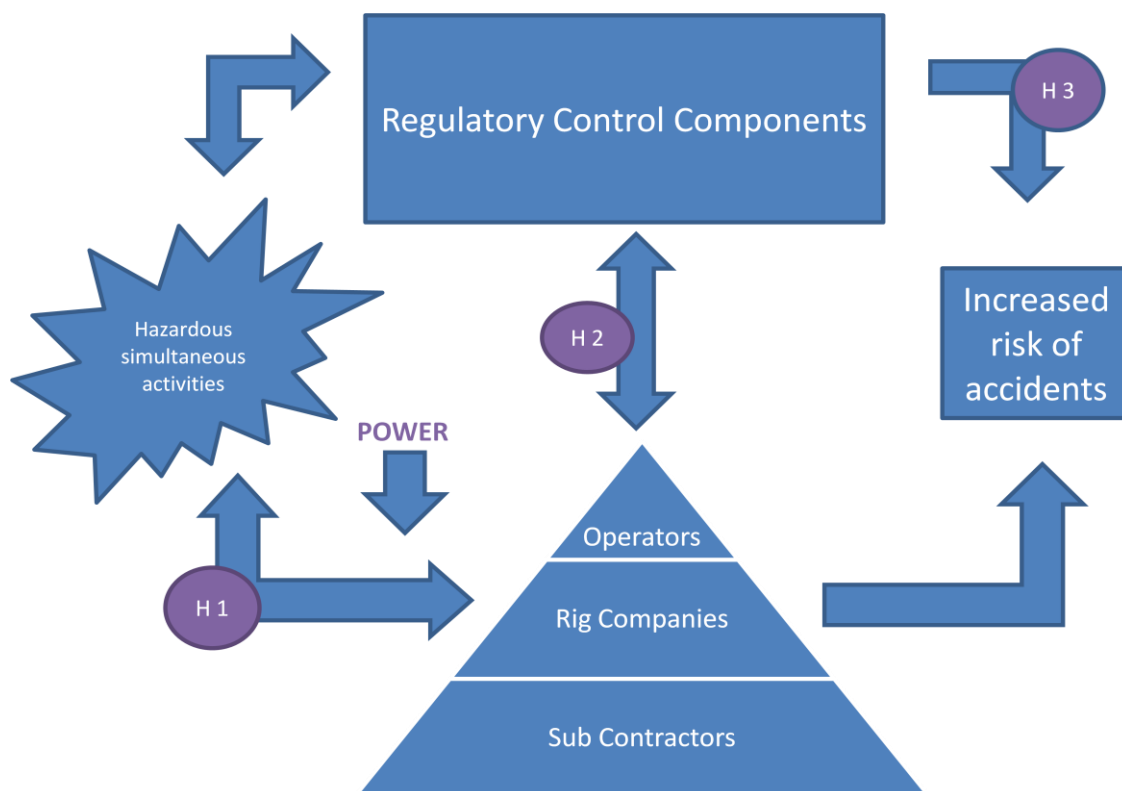 Regulatory Control Components
H 3
Hazardous
simultaneous
activities
H 2
Increased
risk of
accidents
POWER
Operators
H 1
Rig Companies
Sub Contractors